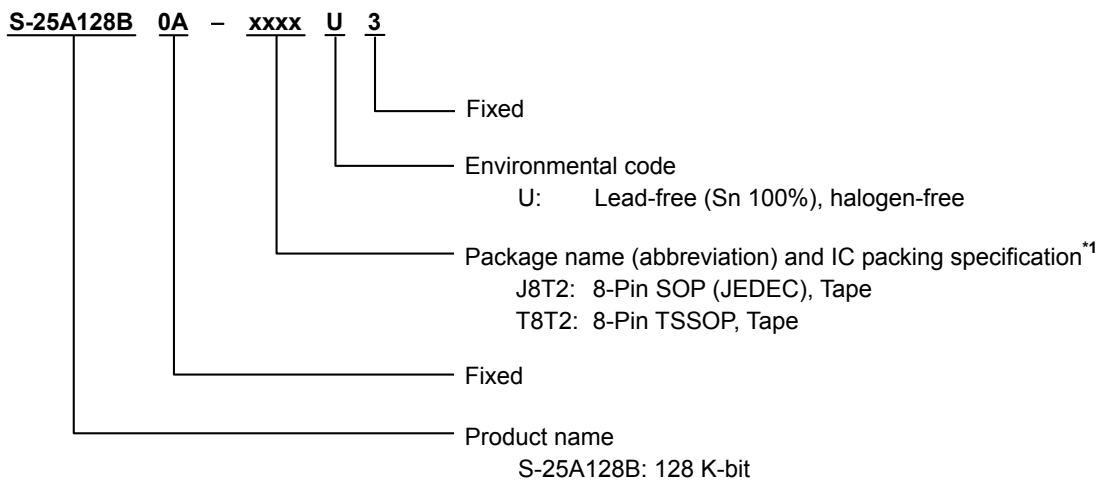 S-25A128B 0A – xxxx U 3
Fixed
Environmental code
U: Lead-free (Sn 100%), halogen-free
Package name (abbreviation) and IC packing specification*1
J8T2: 8-Pin SOP (JEDEC), Tape
T8T2: 8-Pin TSSOP, Tape
Fixed
Product name
S-25A128B: 128 K-bit